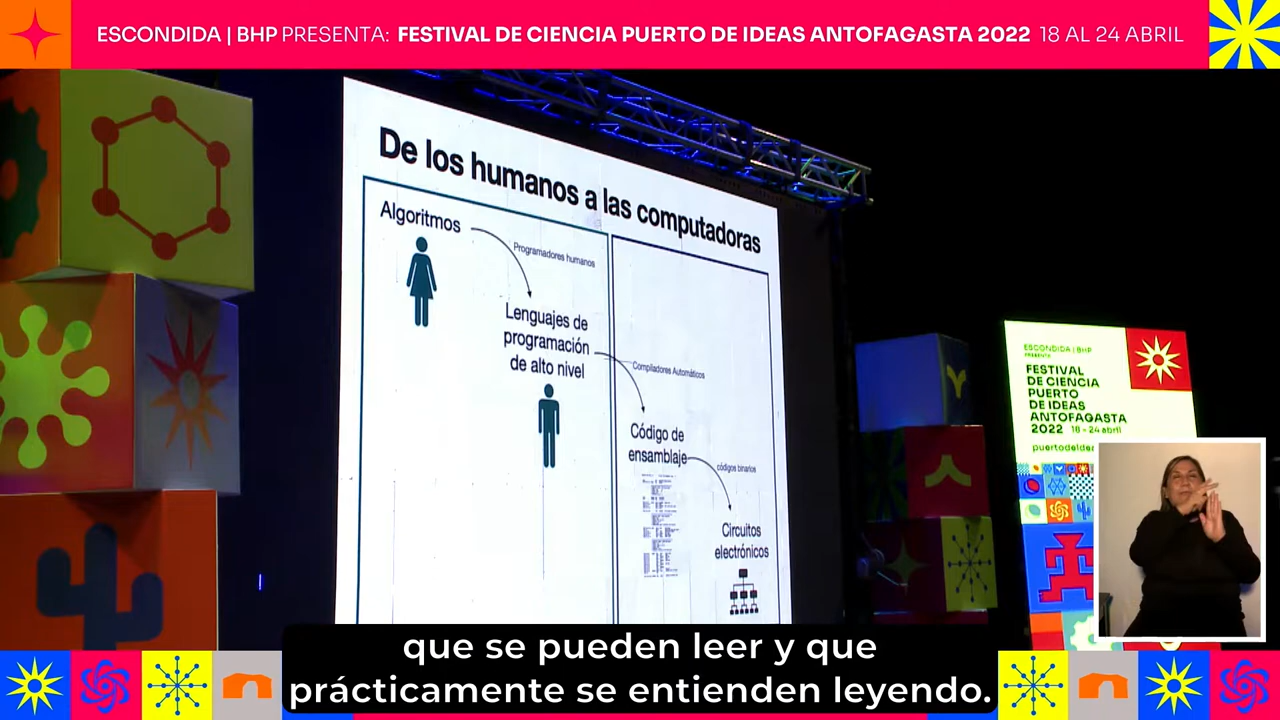 ESCONDIDA | BHP PRESENTA: FESTIVAL DE CIENCIA PUERTO DE IDEAS ANTOFAGASTA 2022 18 AL 24 ABRIL
De los humanos a las computadoras
Algoritmos
Programadores humanos
Lenguajes de
programación
de alto nivel
Compiladores Automáticos
Código de
ensamblaje
códigos binarios
Circuitos
electrónicos
ESCONDIDA | BHP
PRESENTA:
FESTIVAL
DE CIENCIA
PUERTO
DE IDEAS
ANTOFAGASTA
2022 18 - 24 abril
puertodeidea
que se pueden leer y que
prácticamente se entienden leyendo.